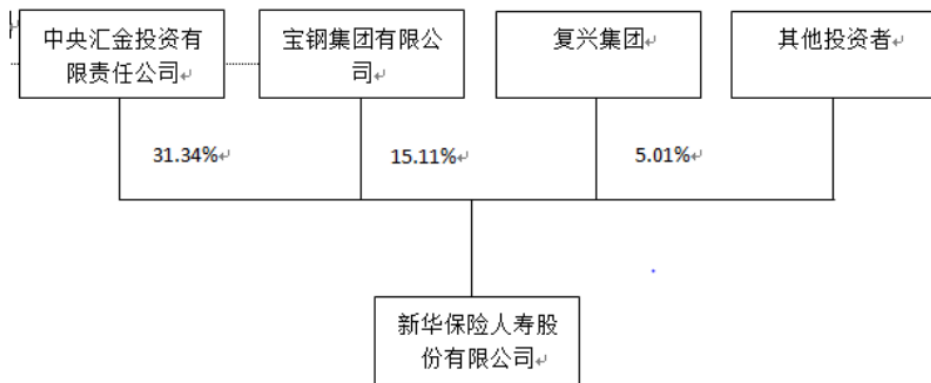 中央汇金投资有
限责任公司
宝钢集团有限公
司
复兴集团
其他投资者
31.34%
15.11%
5.01%
新华保险人寿股
份有限公司